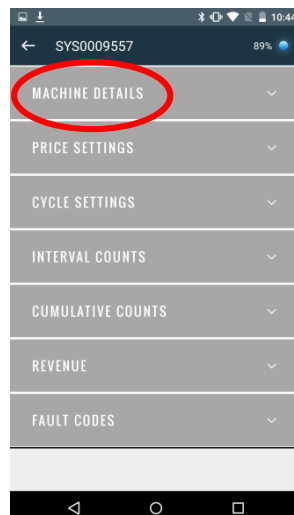 10:44
SYS0009557 89%
MACHINE DETAILS
PRICE SETTINGS
CYCLE SETTINGS
INTERVAL COUNTS
CUMULATIVE COUNTS
REVENUE
FAULT CODES